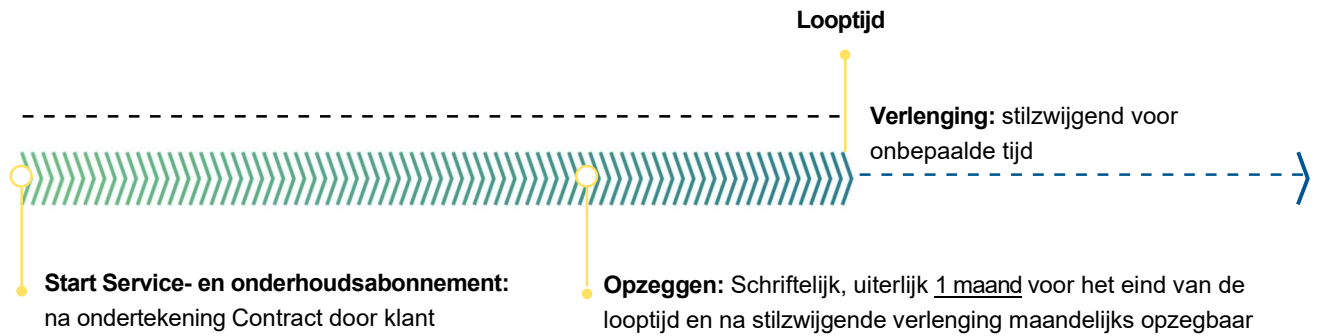 Looptijd
Verlenging: stilzwijgend voor
onbepaalde tijd
Start Service- en onderhoudsabonnement:
na ondertekening Contract door klant
Opzeggen: Schriftelijk, uiterlijk 1 maand voor het eind van de
looptijd en na stilzwijgende verlenging maandelijks opzegbaar